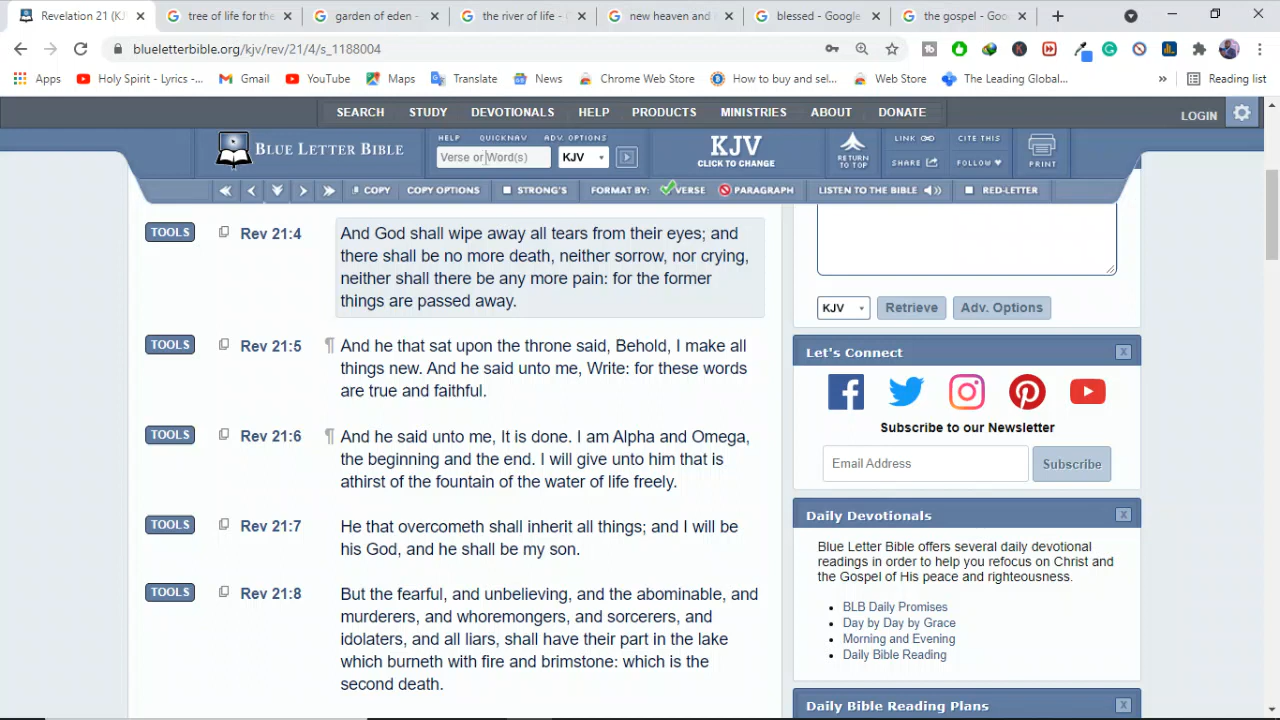 Revelation 21 (KJ
tree of life for the
garden of eden -
the river of life -
new heaven and
blessed - Google
the gospel - Goo
blueletterbible.org/kjv/rev/21/4/s_1188004
Apps
Holy Spirit - Lyrics -...
Gmail
YouTube
Maps
Translate
News
Chrome Web Store
How to buy and sel...
Web Store
The Leading Global...
»
Reading list
SEARCH
STUDY
DEVOTIONALS
HELP
PRODUCTS
MINISTRIES
ABOUT
DONATE
LOGIN
BLUE LETTER BIBLE
HELP
QUICKNAV
ADV. OPTIONS
Verse or Word(s)
KJV
KJV
CLICK TO CHANGE
RETURN
TO TOP
LINK
CITE THIS
SHARE
FOLLOW
PRINT
COPY
COPY OPTIONS
STRONG'S
FORMAT BY:
VERSE
PARAGRAPH
LISTEN TO THE BIBLE
RED-LETTER
TOOLS
Rev 21:4
And God shall wipe away all tears from their eyes; and
there shall be no more death, neither sorrow, nor crying,
neither shall there be any more pain: for the former
things are passed away.
TOOLS
Rev 21:5
¶ And he that sat upon the throne said, Behold, I make all
things new. And he said unto me, Write: for these words
are true and faithful.
TOOLS
Rev 21:6
¶ And he said unto me, It is done. I am Alpha and Omega,
the beginning and the end. I will give unto him that is
athirst of the fountain of the water of life freely.
TOOLS
Rev 21:7
He that overcometh shall inherit all things; and I will be
his God, and he shall be my son.
TOOLS
Rev 21:8
But the fearful, and unbelieving, and the abominable, and
murderers, and whoremongers, and sorcerers, and
idolaters, and all liars, shall have their part in the lake
which burneth with fire and brimstone: which is the
second death.
KJV
Retrieve
Adv. Options
Let's Connect
X
Subscribe to our Newsletter
Email Address
Subscribe
Daily Devotionals
X
Blue Letter Bible offers several daily devotional
readings in order to help you refocus on Christ and
the Gospel of His peace and righteousness.
BLB Daily Promises
Day by Day by Grace
Morning and Evening
Daily Bible Reading
Daily Bible Reading Plans
X